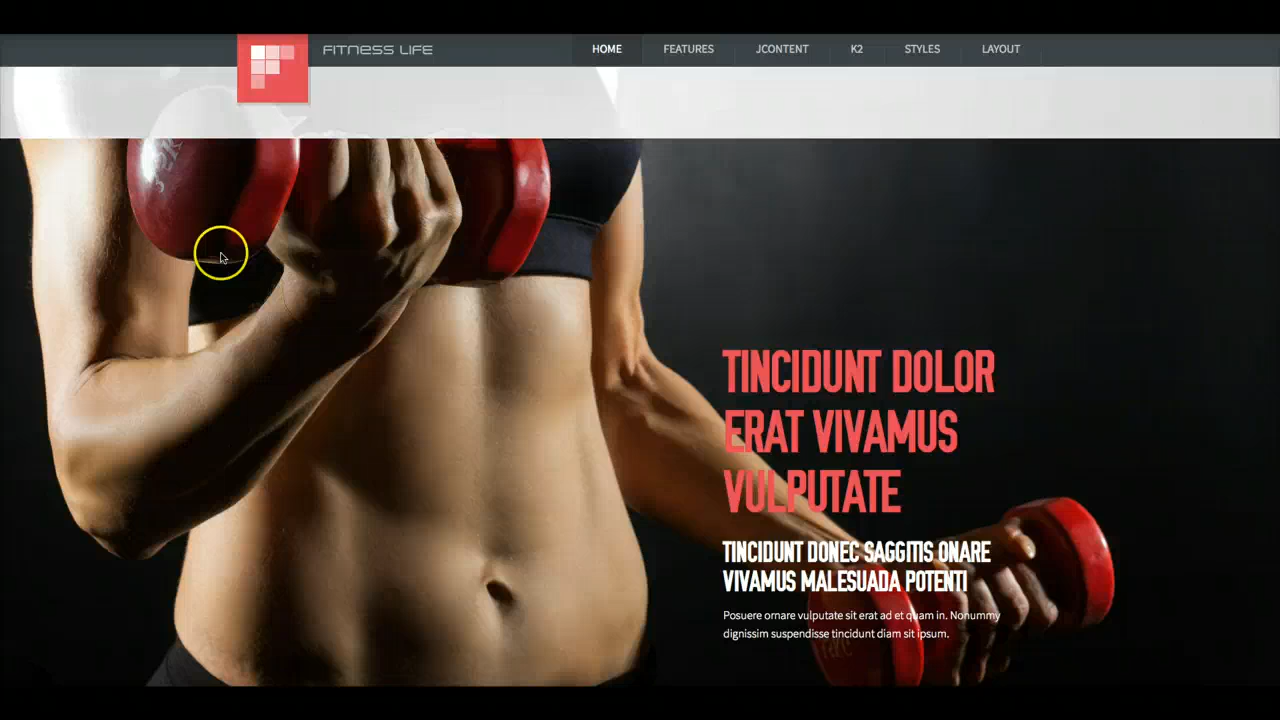 FITNESS LIFE
HOME FEATURES JCONTENT K2 STYLES LAYOUT
TINCIDUNT DOLOR
ERAT VIVAMUS
VULPUTATE
TINCIDUNT DONEC SAGGITIS ONARE
VIVAMUS MALESUADA POTENTI
Posuere ornare vulputate sit erat ad et quam in. Nonummy
dignissim suspendisse tincidunt diam sit ipsum.